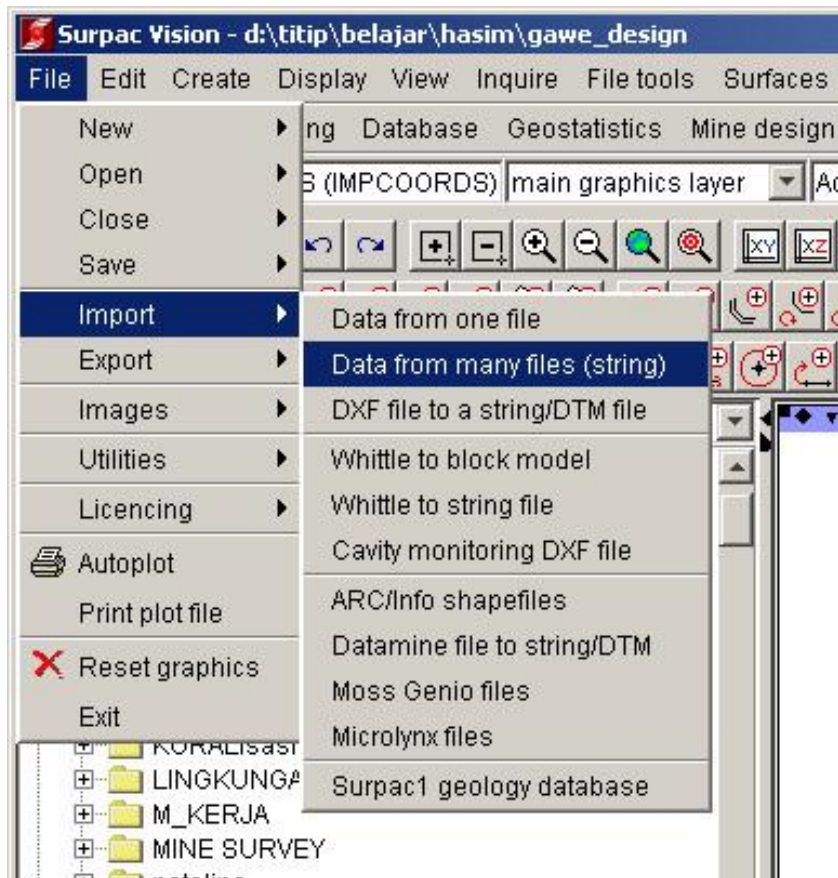 Surpac Vision - d:\titip\belajar\hasim\gawe_design
File Edit Create Display View Inquire File tools Surfaces
New
ng Database Geostatistics Mine design
Open
S (IMPCOORDS) main graphics layer
Close
Save
XY XZ
Import
Data from one file
Export
Data from many files (string)
Images
DXF file to a string/DTM file
Utilities
Whittle to block model
Licencing
Whittle to string file
Autoplot
Cavity monitoring DXF file
Print plot file
ARC/Info shapefiles
Reset graphics
Datamine file to string/DTM
Exit
Moss Genio files
Microlynx files
Surpac1 geology database
LINGKUNGA
M_KERJA
MINE SURVEY